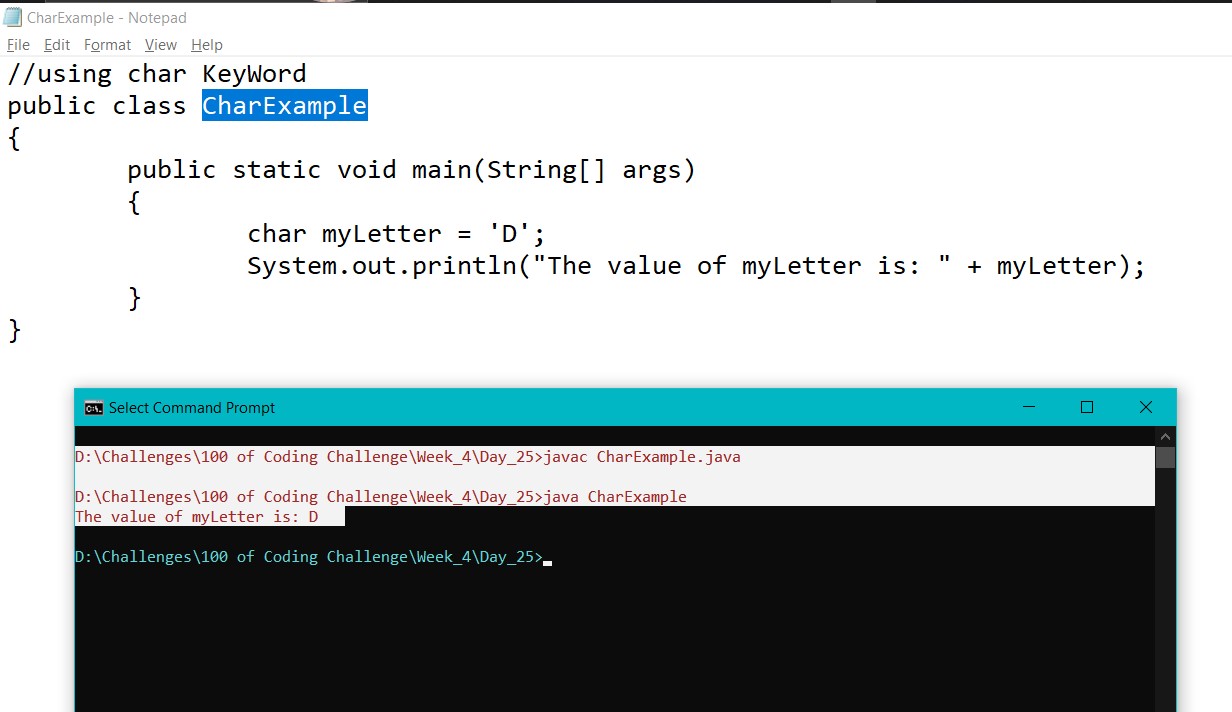 CharExample - Notepad
File Edit Format View Help
//using char KeyWord
public class CharExample
{
public static void main(String[] args)
{
char myLetter = 'D';
System.out.println("The value of myLetter is: " + myLetter);
}
}
Select Command Prompt
D:\Challenges\100 of Coding Challenge\Week_4\Day_25>javac CharExample.java
D:\Challenges\100 of Coding Challenge\Week_4\Day_25>java CharExample
The value of myLetter is: D
D:\Challenges\100 of Coding Challenge\Week_4\Day_25>